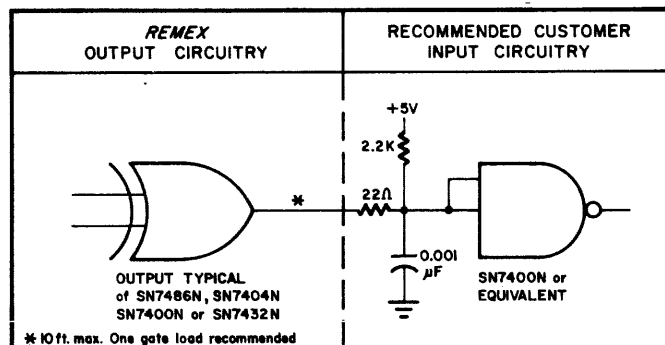 REMEX
OUTPUT CIRCUITRY
RECOMMENDED CUSTOMER
INPUT CIRCUITRY
+5V
2.2K
22Ω
*
0.001
µF
OUTPUT TYPICAL
of SN7486N, SN7404N
SN7400N or SN7432N
SN7400N or
EQUIVALENT
* 10 ft. max. One gate load recommended